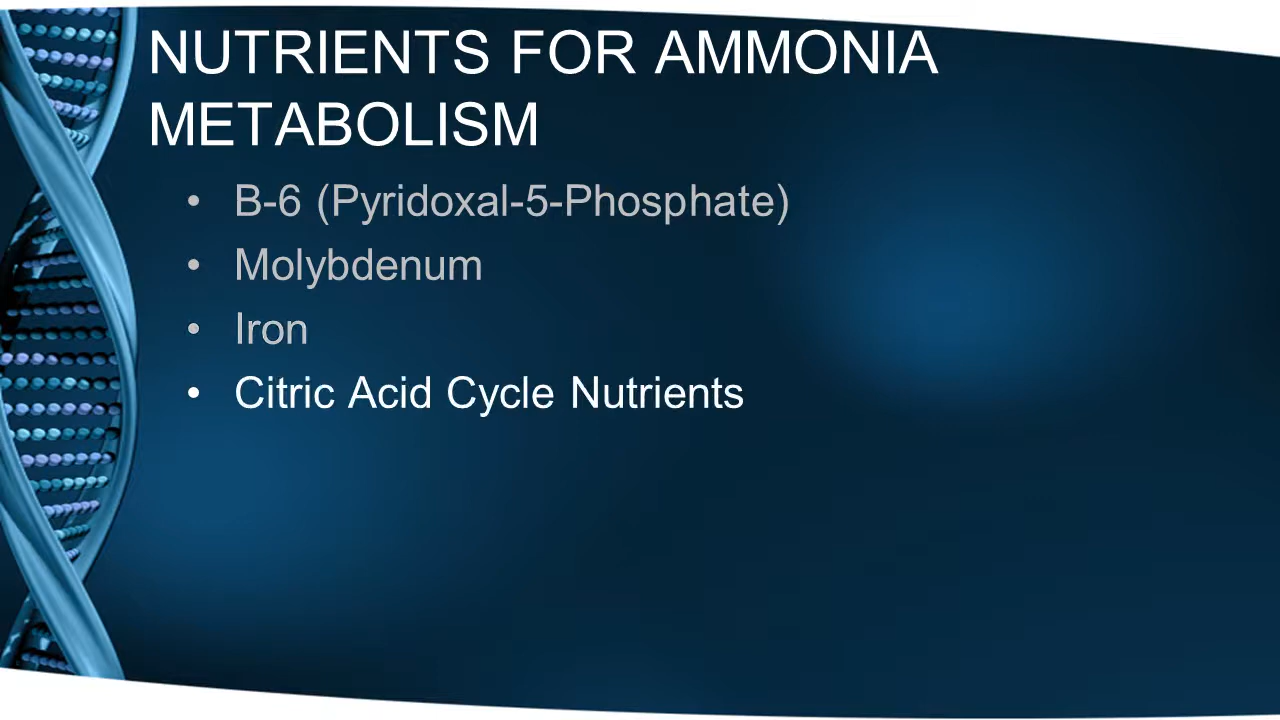 NUTRIENTS FOR AMMONIA
METABOLISM
• B-6 (Pyridoxal-5-Phosphate)
• Molybdenum
• Iron
• Citric Acid Cycle Nutrients